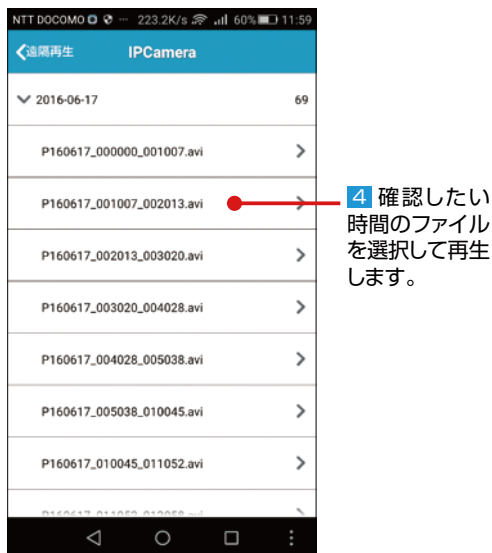 NTT DOCOMO ··· 223.2K/s 60% 11:59
遠隔再生 IPCamera
2016-06-17 69
P160617_000000_001007.avi
P160617_001007_002013.avi
P160617_002013_003020.avi
P160617_003020_004028.avi
P160617_004028_005038.avi
P160617_005038_010045.avi
P160617_010045_011052.avi
4 確認したい
時間のファイル
を選択して再生
します。